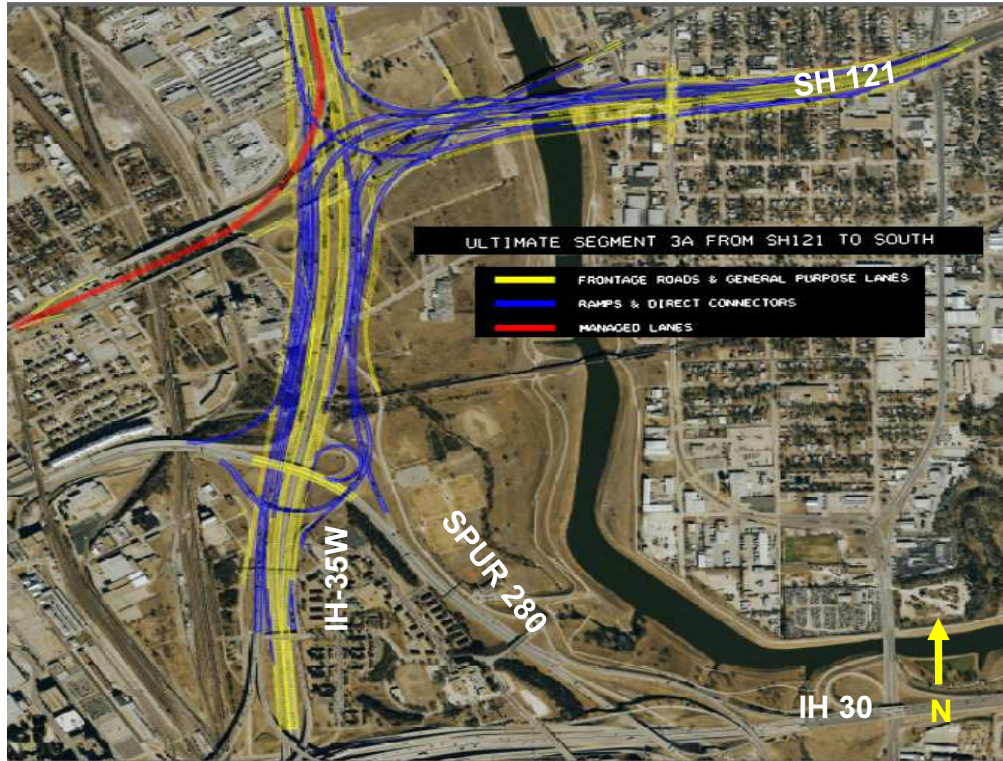 SH 121
ULTIMATE SEGMENT 3A FROM SH121 TO SOUTH
FRONTAGE ROADS & GENERAL PURPOSE LANES
RAMPS & DIRECT CONNECTORS
MANAGED LANES
SPUR 280
IH-35W
IH 30
N